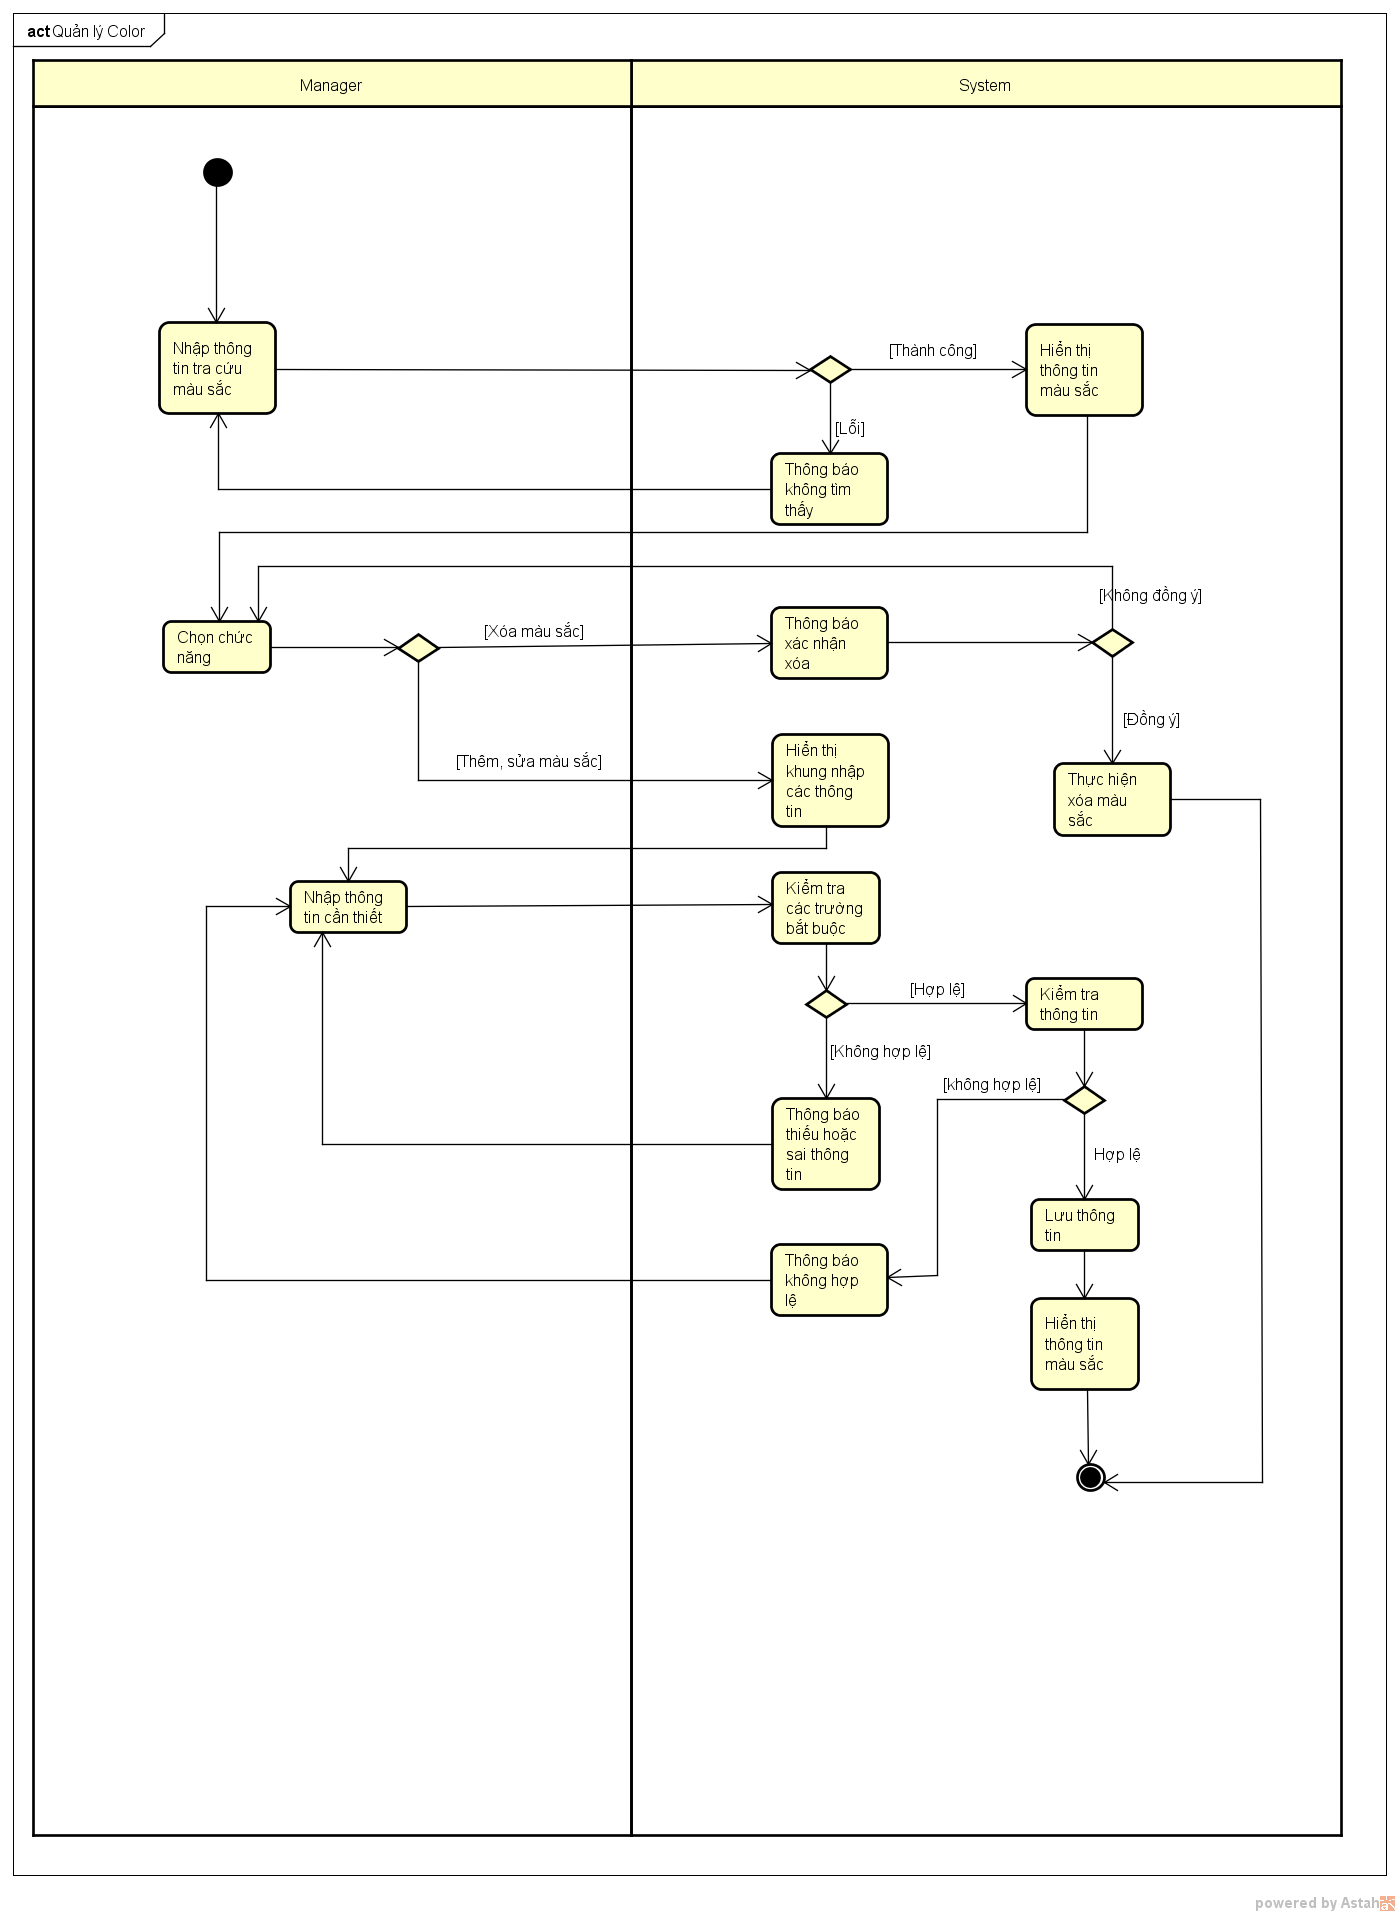 act Quản lý Color
Manager
System
Nhập thông
tin tra cứu
màu sắc
[Thành công]
Hiển thị
thông tin
màu sắc
[Lỗi]
Thông báo
không tìm
thấy
[Không đồng ý]
Chọn chức
năng
[Xóa màu sắc]
Thông báo
xác nhận
xóa
[Đồng ý]
[Thêm, sửa màu sắc]
Hiển thị
khung nhập
các thông
tin
Thực hiện
xóa màu
sắc
Nhập thông
tin cần thiết
Kiểm tra
các trường
bắt buộc
[Hợp lệ]
Kiểm tra
thông tin
[Không hợp lệ]
[không hợp lệ]
Thông báo
thiếu hoặc
sai thông
tin
Hợp lệ
Lưu thông
tin
Thông báo
không hợp
lệ
Hiển thị
thông tin
màu sắc
powered by Astah